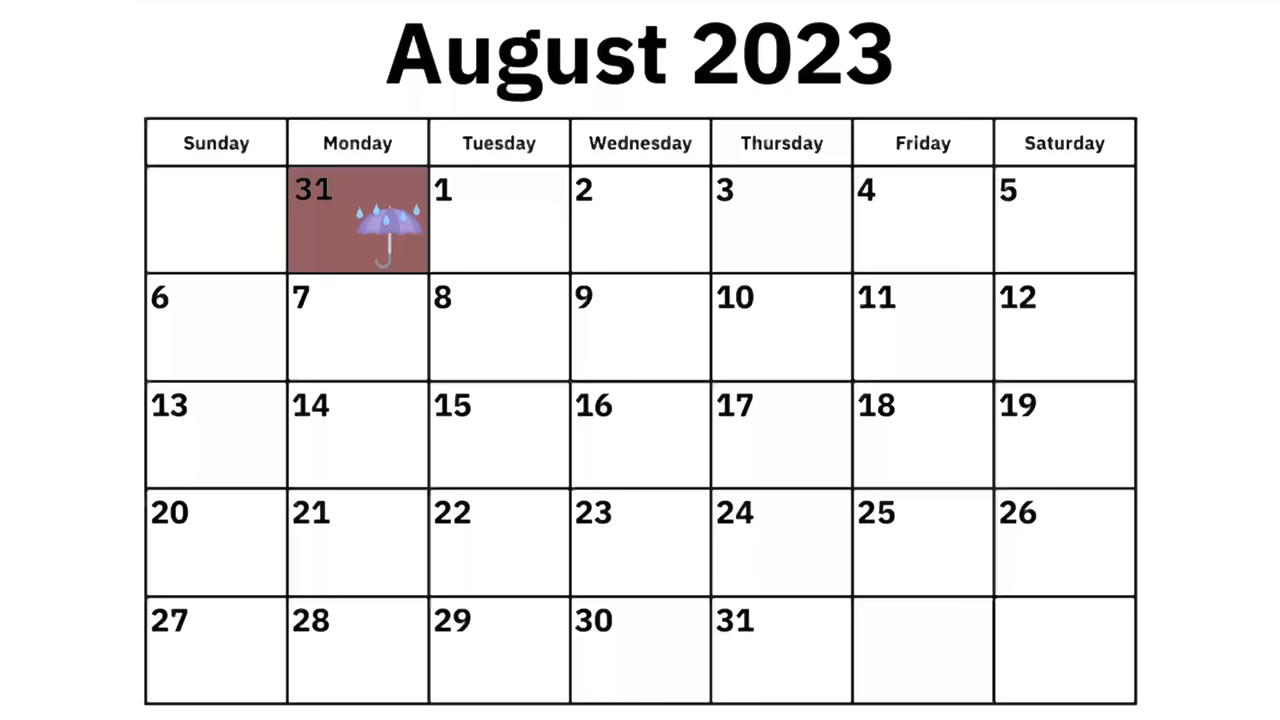 August 2023
Sunday Monday Tuesday Wednesday Thursday Friday Saturday
31 1 2 3 4 5
6 7 8 9 10 11 12
13 14 15 16 17 18 19
20 21 22 23 24 25 26
27 28 29 30 31